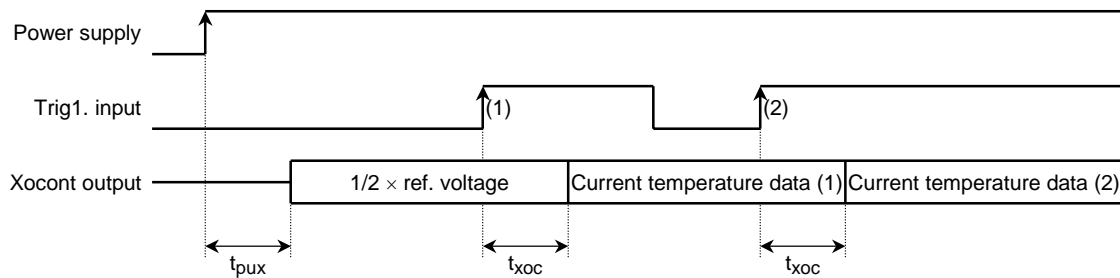 Power supply
Trig1. input
(1)
(2)
Xocont output
1/2 × ref. voltage
Current temperature data (1)
Current temperature data (2)
tpux
txoc
txoc